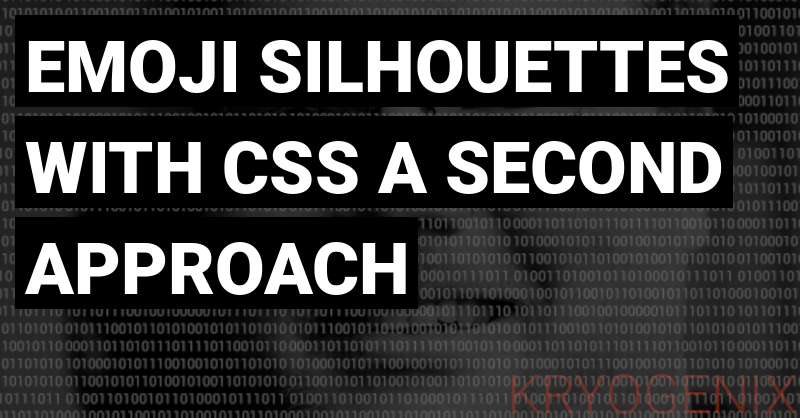 EMOJI SILHOUETTES
WITH CSS A SECOND
APPROACH
KRYOGENIX